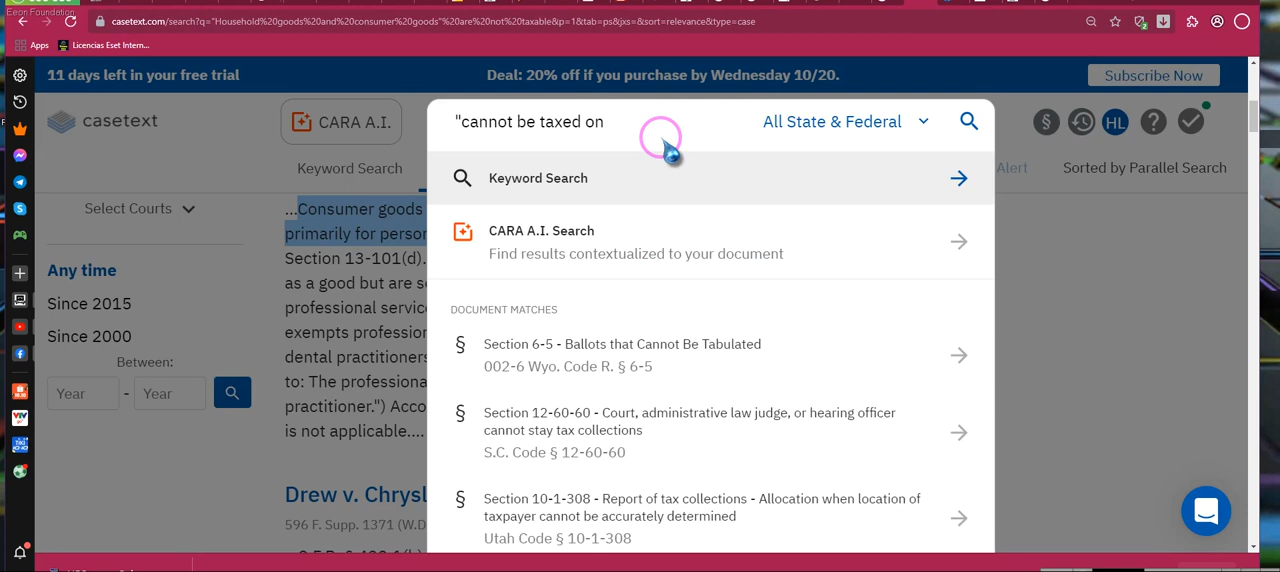 Eeon Foundation
casetext.com/search?q="Household%20goods%20and%20consumer%20goods"%20are%20not%20taxable&p=1&tab=ps&jxs=&sort=relevance&type=case
Apps
Licencias Eset Intern...
11 days left in your free trial
Deal: 20% off if you purchase by Wednesday 10/20.
Subscribe Now
casetext
CARA A.I.
"cannot be taxed on
All State & Federal
§
HL
?
Keyword Search
Keyword Search
Alert
Sorted by Parallel Search
Select Courts
...Consumer goods
primarily for person
Section 13-101(d).
as a good but are s
professional servic
exempts profession
dental practitioners
to: The professiona
practitioner.") Acco
is not applicable....
Any time
Since 2015
Since 2000
Between:
Year
-
Year
CARA A.I. Search
Find results contextualized to your document
DOCUMENT MATCHES
§ Section 6-5 - Ballots that Cannot Be Tabulated
002-6 Wyo. Code R. § 6-5
§ Section 12-60-60 - Court, administrative law judge, or hearing officer
cannot stay tax collections
S.C. Code § 12-60-60
§ Section 10-1-308 - Report of tax collections - Allocation when location of
taxpayer cannot be accurately determined
Utah Code § 10-1-308
Drew v. Chrysl
596 F. Supp. 1371 (W.D